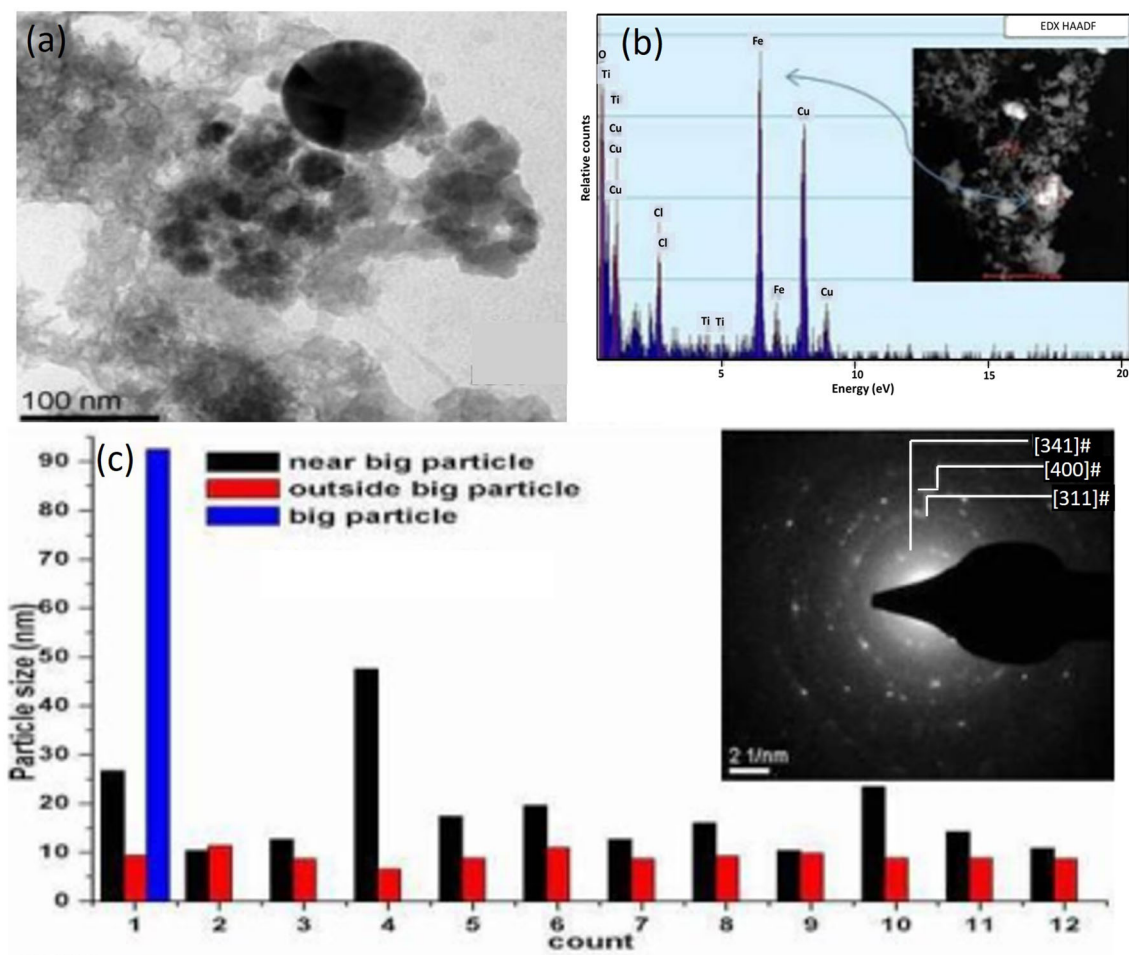 (a)
100 nm
(b)
EDX HAADF
Relative counts
O
Ti
Ti
Cu
Cu
Cu
Cl
Cl
Ti Ti
Fe
Fe
Cu
Cu
5 10 15 20
Energy (eV)
(c)
near big particle
outside big particle
big particle
Particle size (nm)
90
80
70
60
50
40
30
20
10
0
1 2 3 4 5 6 7 8 9 10 11 12
count
[341]#
[400]#
[311]#
2 1/nm